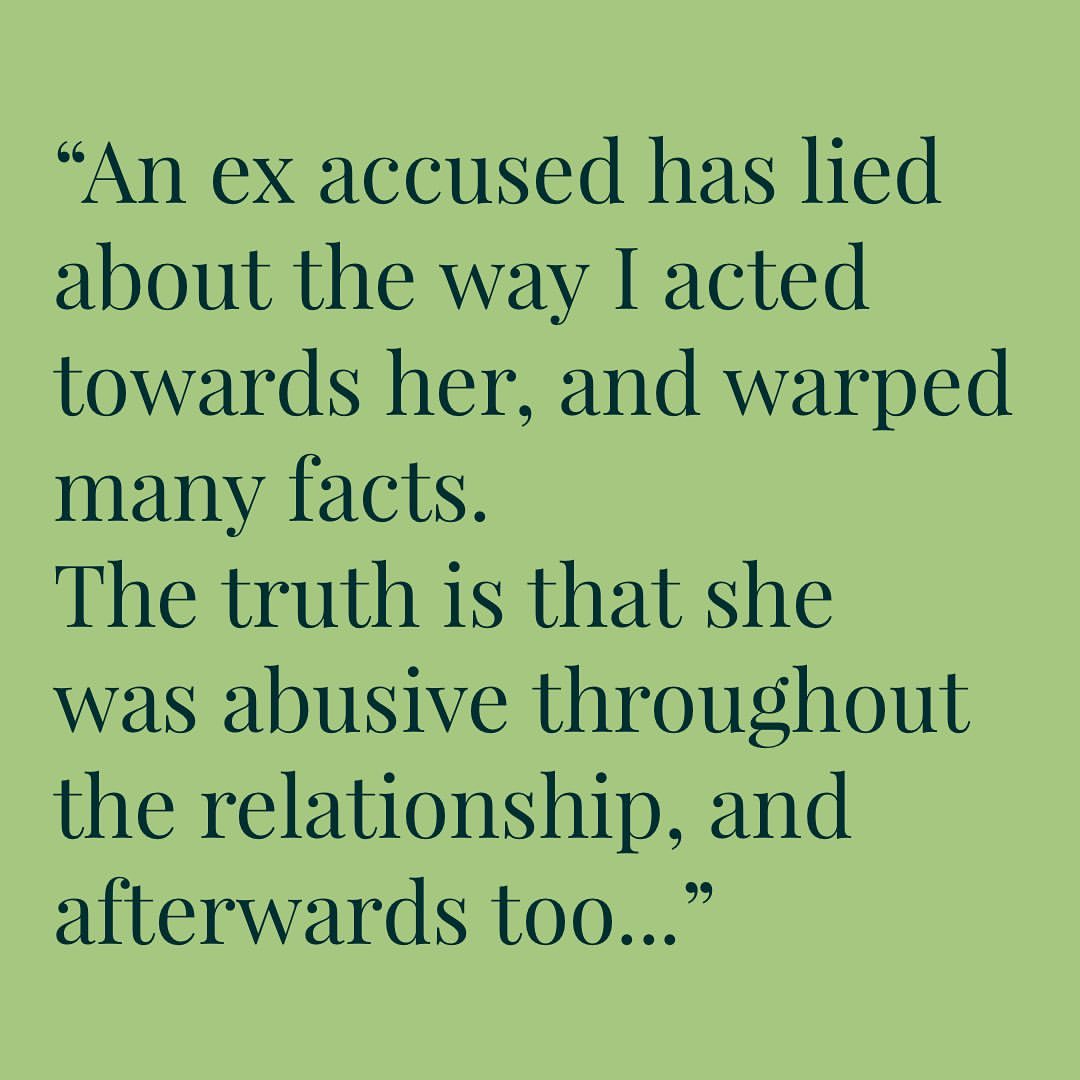 “An ex accused has lied
about the way I acted
towards her, and warped
many facts.
The truth is that she
was abusive throughout
the relationship, and
afterwards too...”